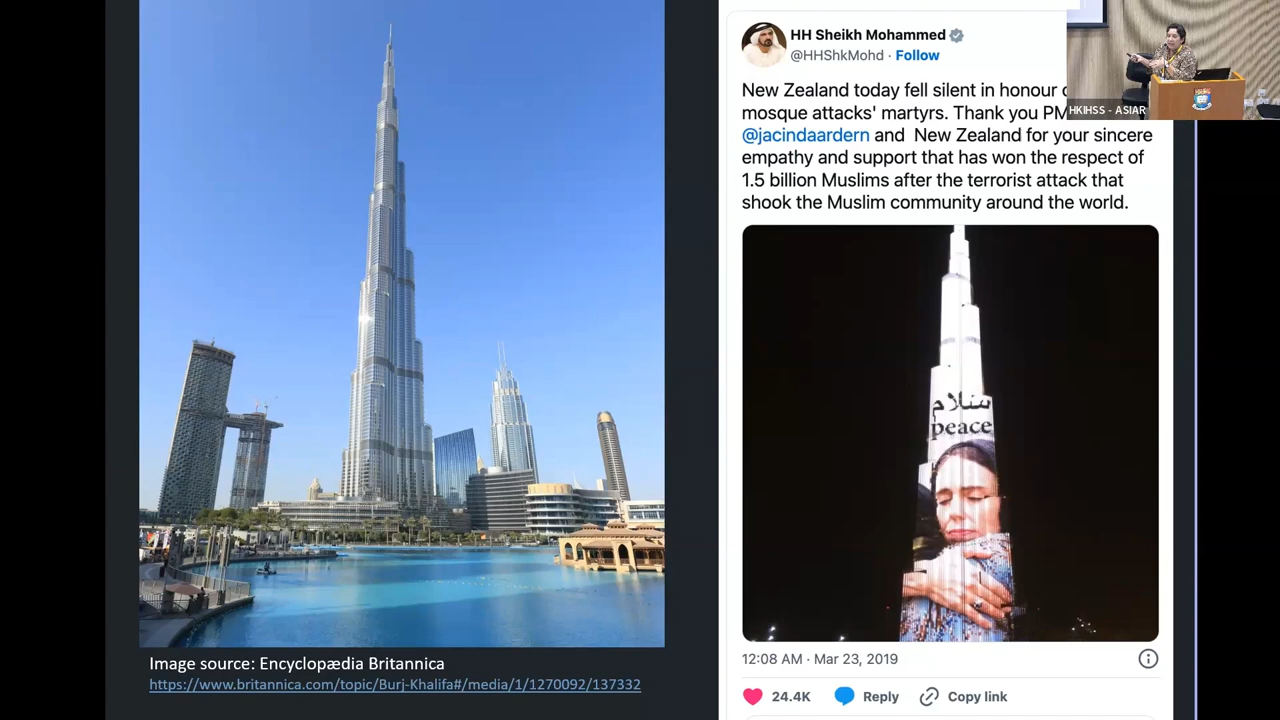 HH Sheikh Mohammed
@HHShkMohd · Follow
New Zealand today fell silent in honour
mosque attacks' martyrs. Thank you PM
@jacindaardern and New Zealand for your sincere
empathy and support that has won the respect of
1.5 billion Muslims after the terrorist attack that
shook the Muslim community around the world.
HKIHSS - ASIAR
سلام
peace
12:08 AM · Mar 23, 2019
24.4K Reply Copy link
Image source: Encyclopædia Britannica
https://www.britannica.com/topic/Burj-Khalifa#/media/1/1270092/137332